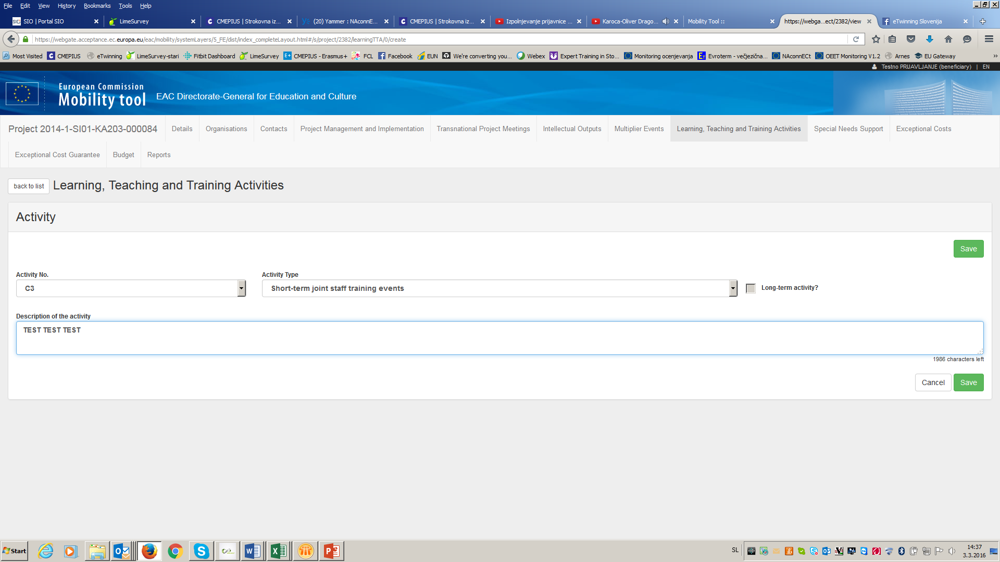 File Edit View History Bookmarks Tools Help
SIO | Portal SIO LimeSurvey CMEPIUS | Strokovna iz... (20) Yammer : NAconnE... CMEPIUS | Strokovna iz... Izpolnjevanje prijavnice ... Karoca-Oliver Drago... Mobility Tool :: https://webga...ect/2382/view eTwinning Slovenija
https://webgate.acceptance.ec.europa.eu/eac/mobility/systemLayers/5_FE/dist/index_completeLayout.html#/s/project/2382/learningTTA/0/create
Most Visited CMEPIUS eTwinning LimeSurvey-stari Fitbit Dashboard LimeSurvey CMEPIUS - Erasmus+ FCL Facebook EUN We're converting you... Webex Expert Training in Sto... Monitoring ocenjevanja Evroterm - večjezična... NAconnECt OEET Monitoring V1.2 Arnes EU Gateway
Testno PRIJAVLJANJE (beneficiary) | EN
European Commission
Mobility tool EAC Directorate-General for Education and Culture
Project 2014-1-SI01-KA203-000084 Details Organisations Contacts Project Management and Implementation Transnational Project Meetings Intellectual Outputs Multiplier Events Learning, Teaching and Training Activities Special Needs Support Exceptional Costs
Exceptional Cost Guarantee Budget Reports
back to list Learning, Teaching and Training Activities
Activity
Save
Activity No. Activity Type
C3 Short-term joint staff training events Long-term activity?
Description of the activity
TEST TEST TEST
1986 characters left
Cancel Save
Start SL 14:37
3.3.2016